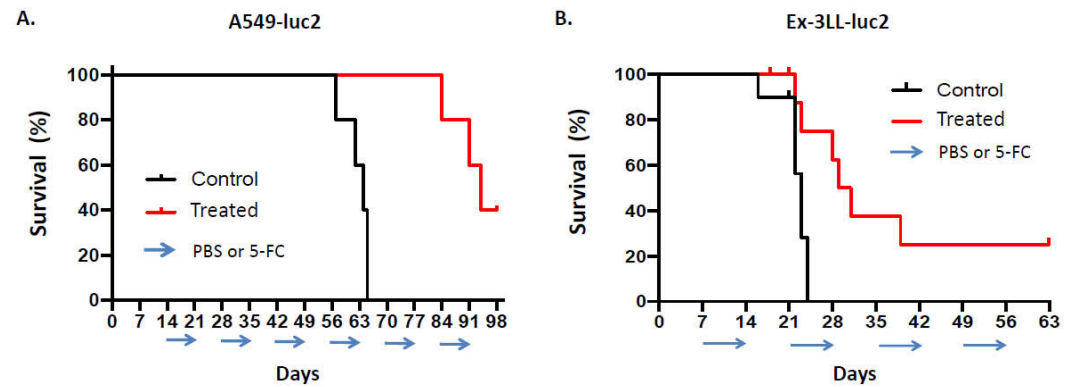 A.
A549-luc2
Survival (%)
100
80
60
40
20
0
Control
Treated
PBS or 5-FC
0 7 14 21 28 35 42 49 56 63 70 77 84 91 98
Days
B.
Ex-3LL-luc2
Survival (%)
100
80
60
40
20
0
Control
Treated
PBS or 5-FC
0 7 14 21 28 35 42 49 56 63
Days